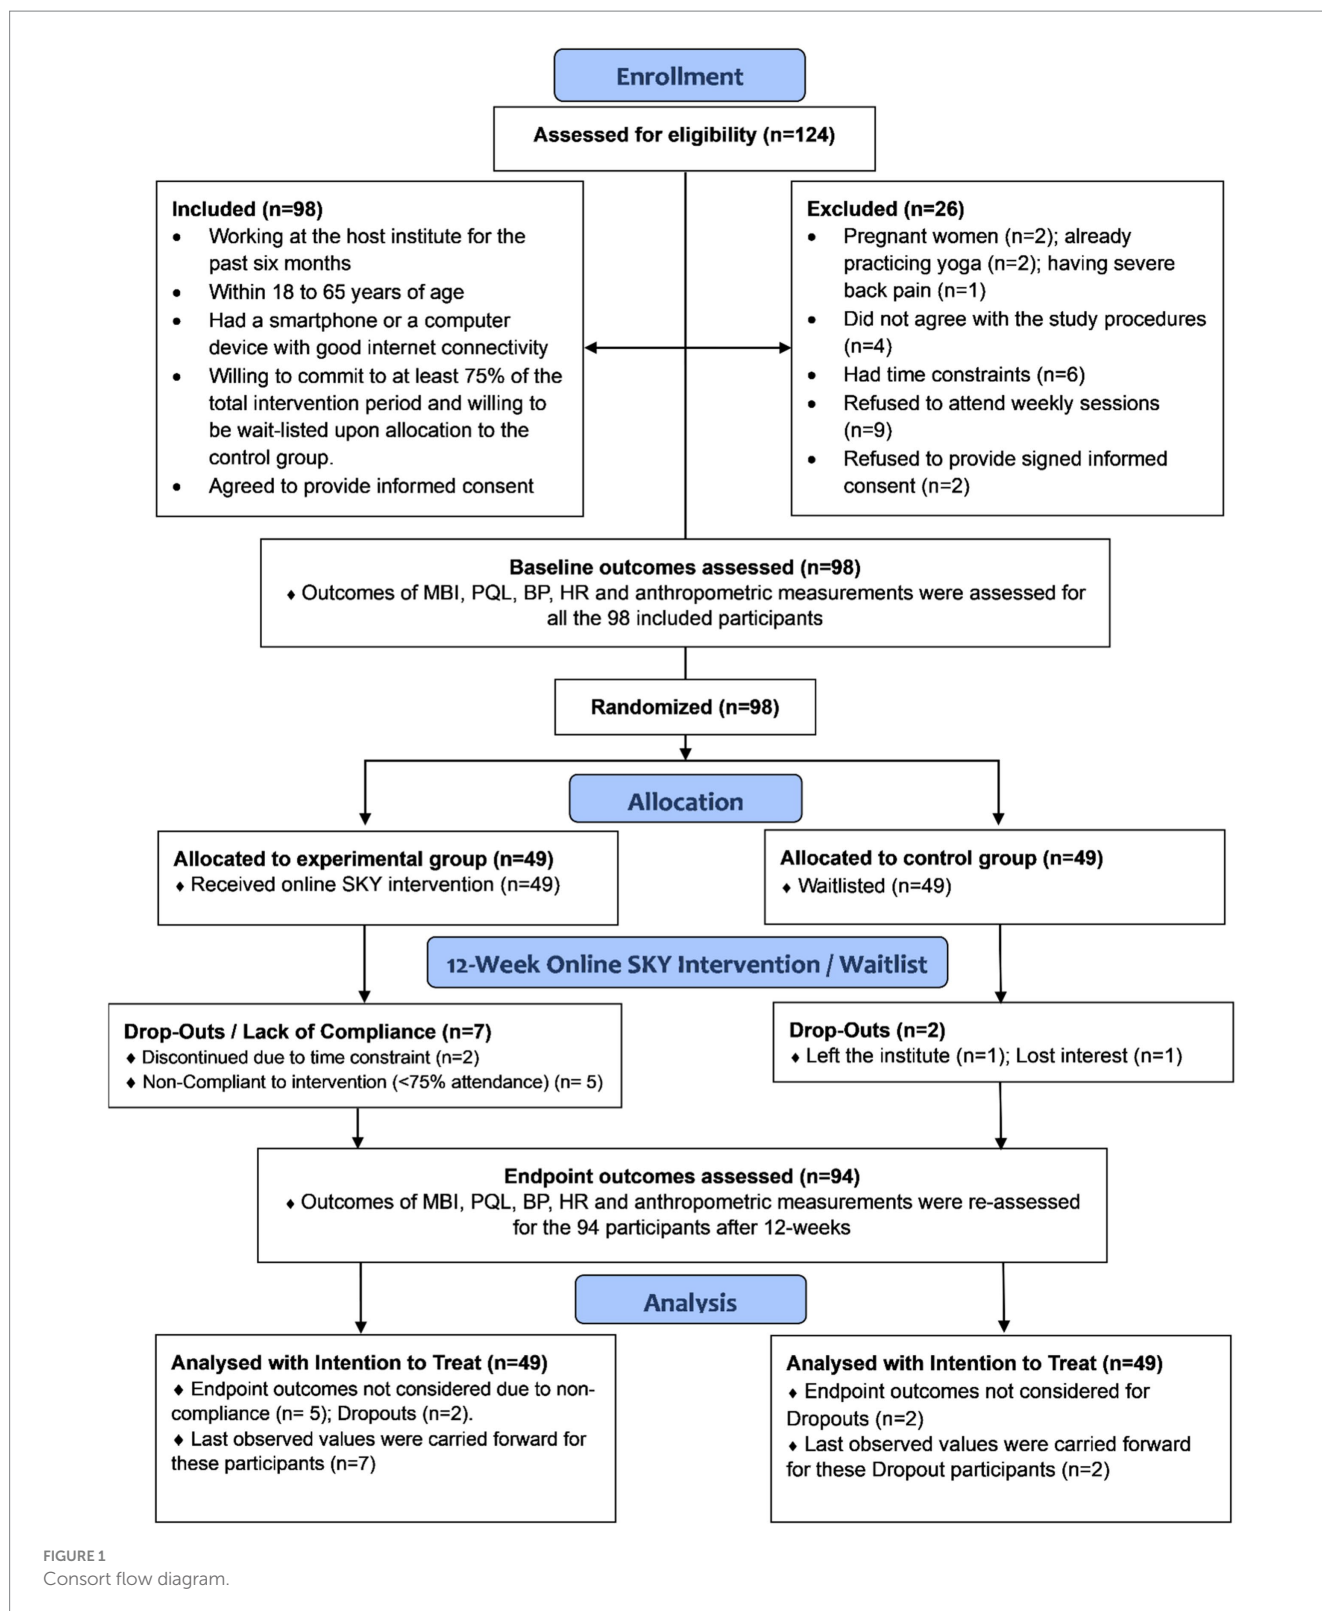 Enrollment
Assessed for eligibility (n=124)
Included (n=98)
• Working at the host institute for the
past six months
• Within 18 to 65 years of age
• Had a smartphone or a computer
device with good internet connectivity
• Willing to commit to at least 75% of the
total intervention period and willing to
be wait-listed upon allocation to the
control group.
• Agreed to provide informed consent
Excluded (n=26)
• Pregnant women (n=2); already
practicing yoga (n=2); having severe
back pain (n=1)
• Did not agree with the study procedures
(n=4)
• Had time constraints (n=6)
• Refused to attend weekly sessions
(n=9)
• Refused to provide signed informed
consent (n=2)
Baseline outcomes assessed (n=98)
♦ Outcomes of MBI, PQL, BP, HR and anthropometric measurements were assessed for
all the 98 included participants
Randomized (n=98)
Allocation
Allocated to experimental group (n=49)
♦ Received online SKY intervention (n=49)
Allocated to control group (n=49)
♦ Waitlisted (n=49)
12-Week Online SKY Intervention / Waitlist
Drop-Outs / Lack of Compliance (n=7)
♦ Discontinued due to time constraint (n=2)
♦ Non-Compliant to intervention (<75% attendance) (n= 5)
Drop-Outs (n=2)
♦ Left the institute (n=1); Lost interest (n=1)
Endpoint outcomes assessed (n=94)
♦ Outcomes of MBI, PQL, BP, HR and anthropometric measurements were re-assessed
for the 94 participants after 12-weeks
Analysis
Analysed with Intention to Treat (n=49)
♦ Endpoint outcomes not considered due to non-
compliance (n= 5); Dropouts (n=2).
♦ Last observed values were carried forward for
these participants (n=7)
Analysed with Intention to Treat (n=49)
♦ Endpoint outcomes not considered for
Dropouts (n=2)
♦ Last observed values were carried forward
for these Dropout participants (n=2)
FIGURE 1
Consort flow diagram.